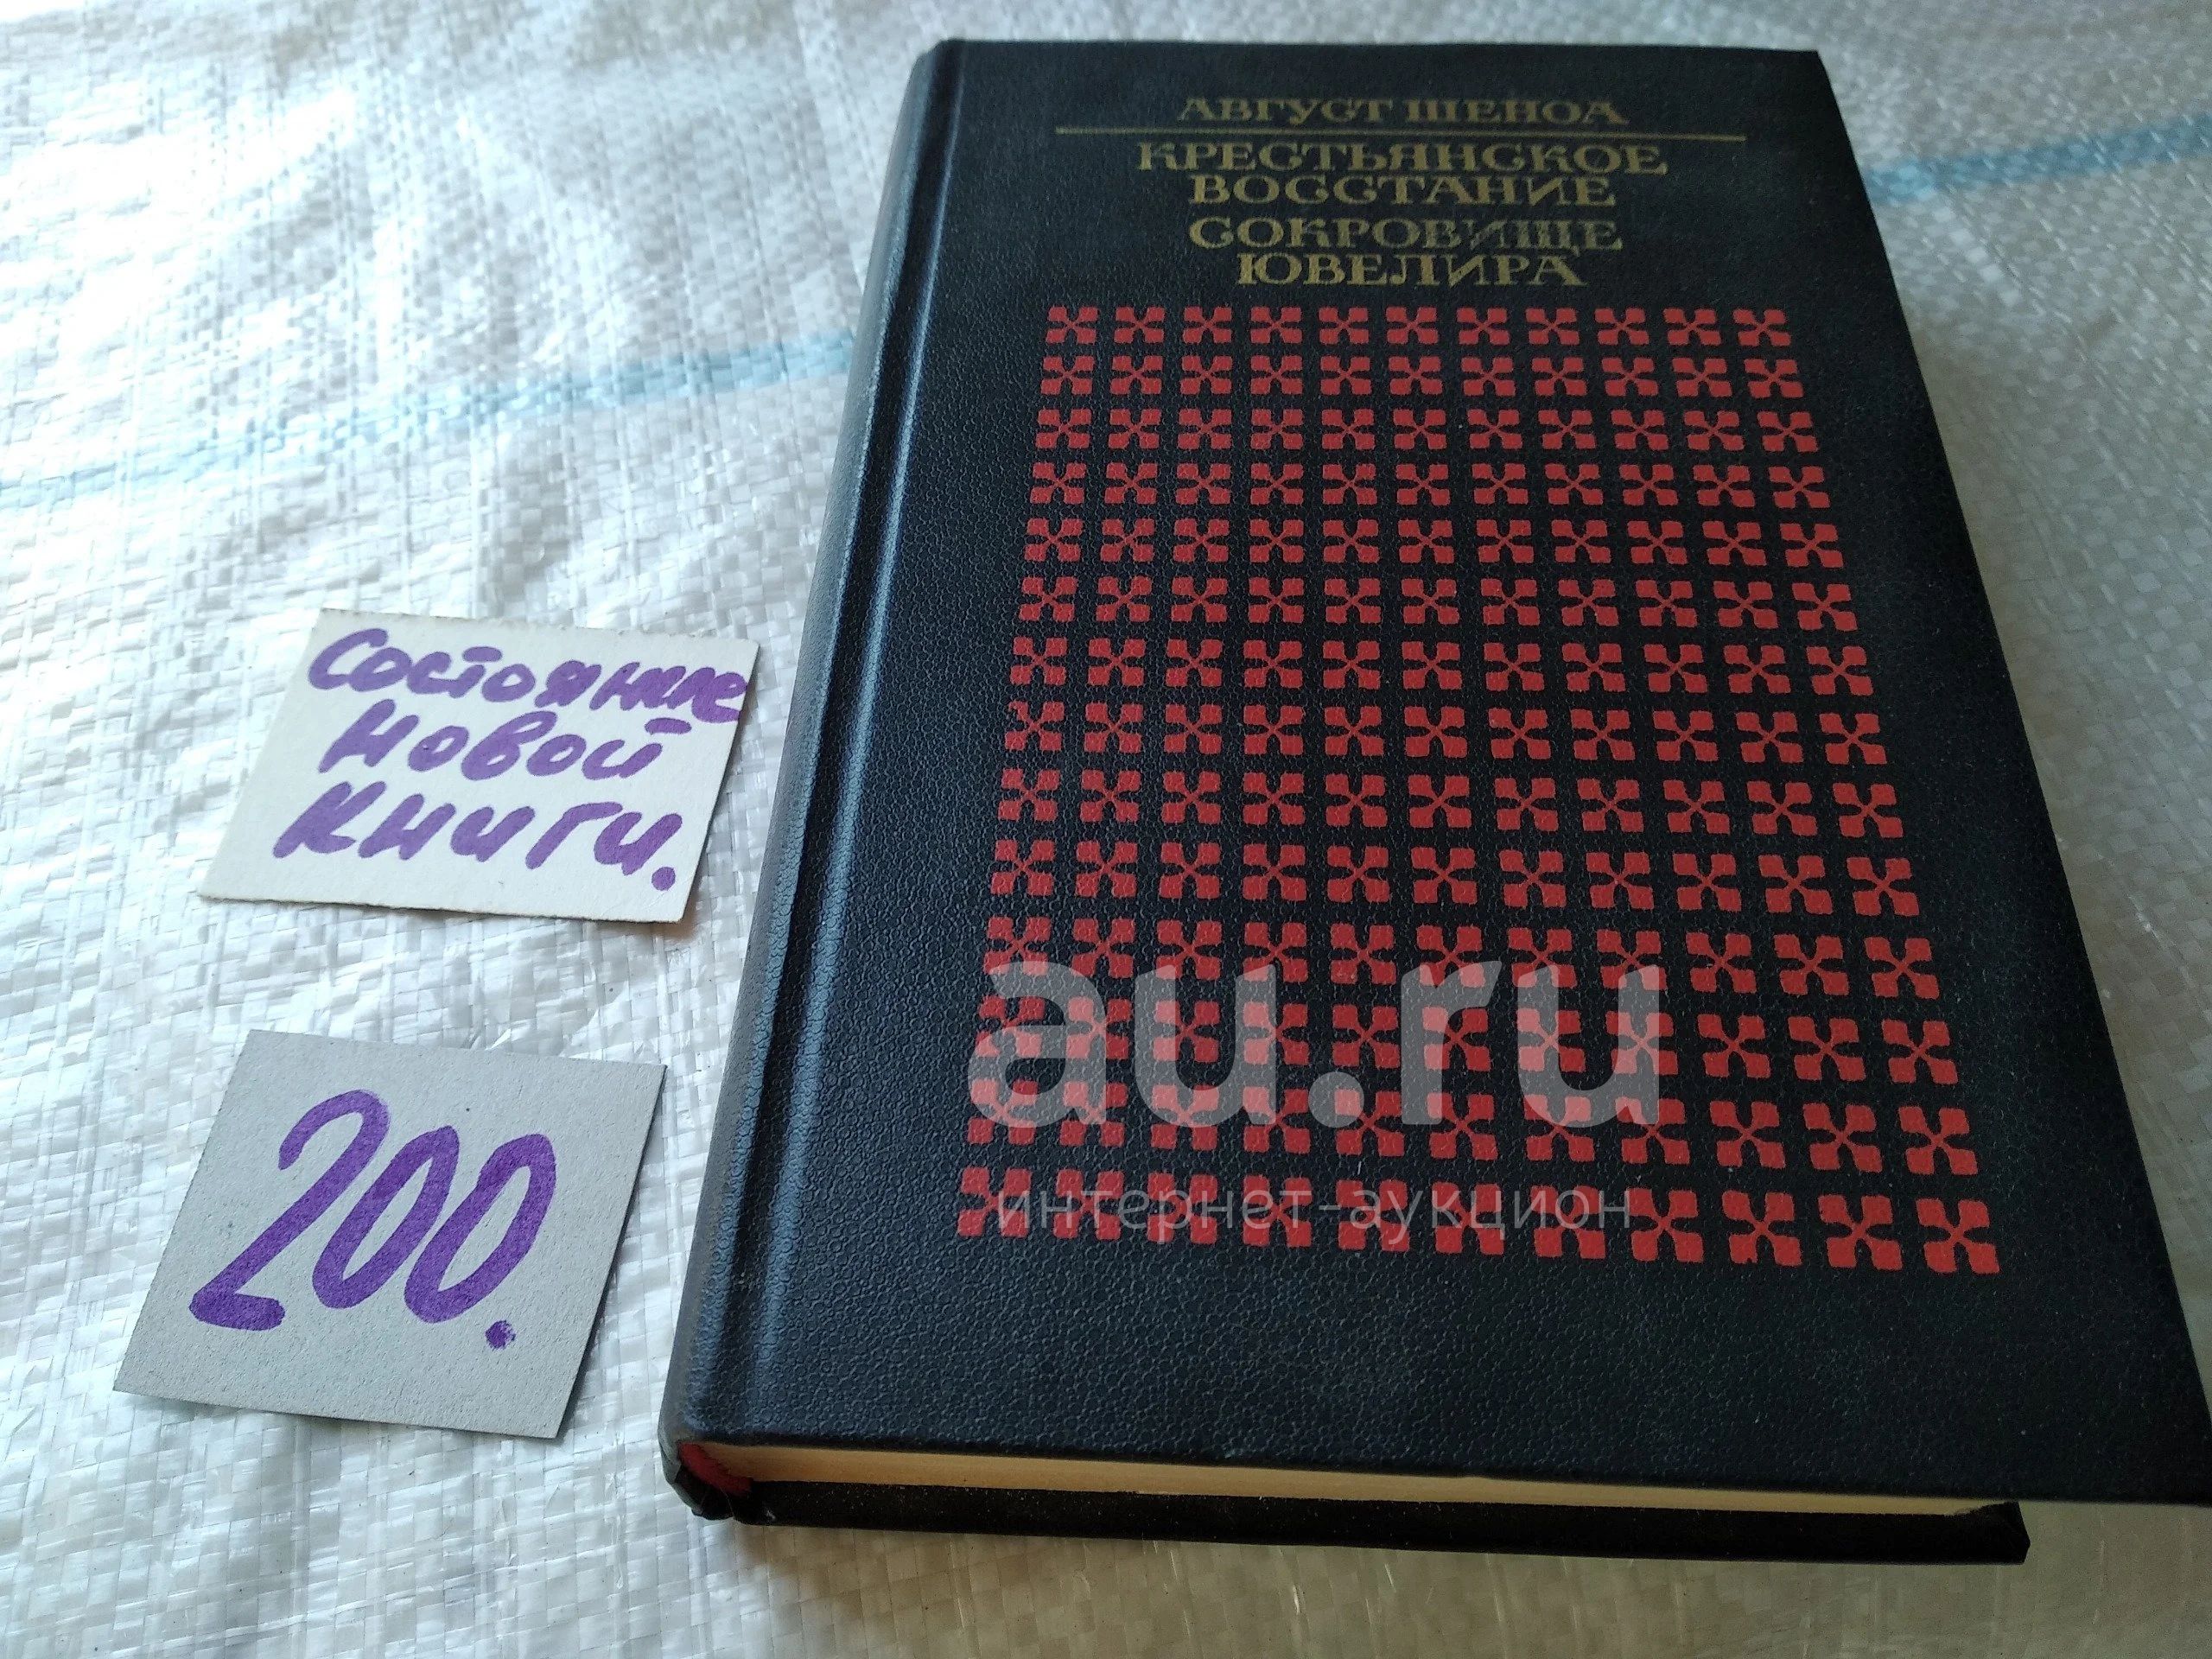 АВГУСТ ШЕНОА
КРЕСТЬЯНСКОЕ
ВОССТАНИЕ
СОКРОВИЩЕ
ЮВЕЛИРА
Состояние
новой
книги.
200.
au.ru
интернет-аукцион